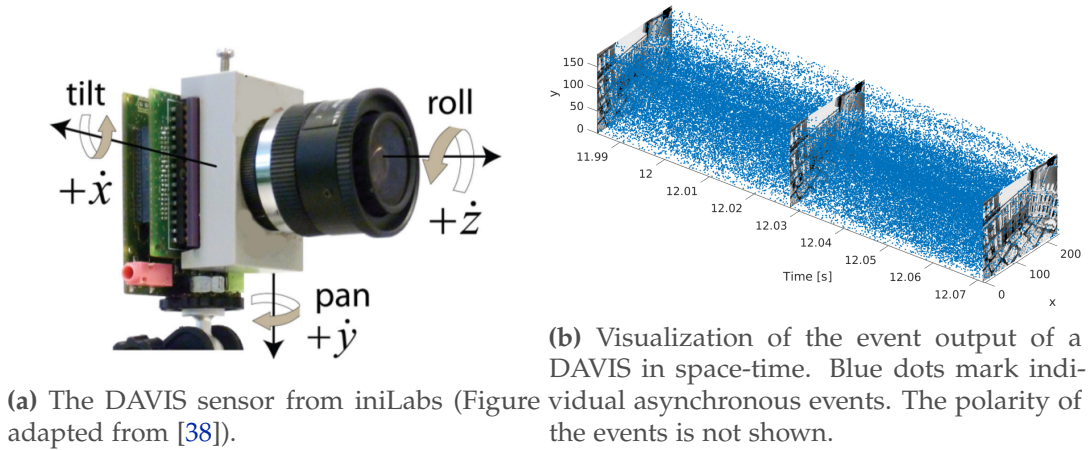 tilt
+ẋ
roll
+ż
pan
+ẏ
(a) The DAVIS sensor from iniLabs (Figure
adapted from [38]).
y
150
100
50
0
11.99
12
12.01
12.02
12.03
12.04
12.05
12.06
12.07
Time [s]
0
100
200
x
(b) Visualization of the event output of a
DAVIS in space-time. Blue dots mark indi-
vidual asynchronous events. The polarity of
the events is not shown.